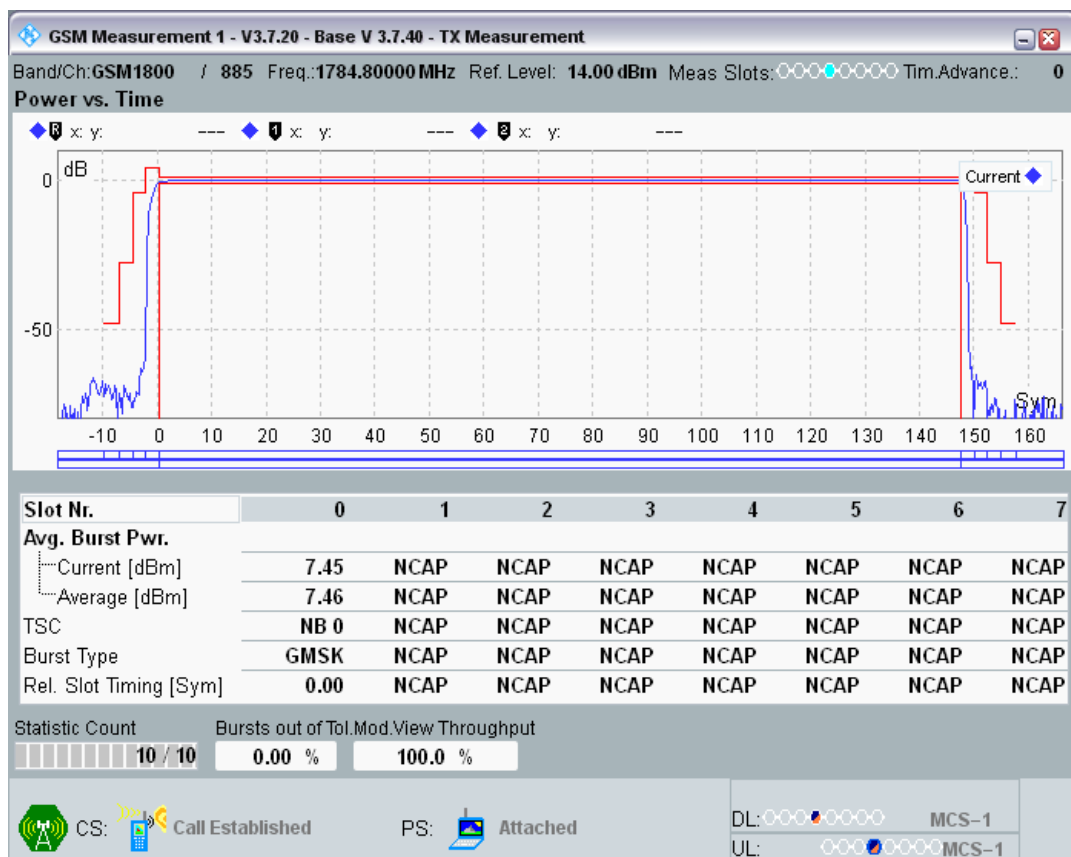 GSM Measurement 1 - V3.7.20 - Base V 3.7.40 - TX Measurement
Band/Ch:GSM1800 / 885 Freq.:1784.80000 MHz Ref. Level: 14.00 dBm Meas Slots: Tim.Advance.: 0
Power vs. Time
R x: y: --- 1 x: y: --- 2 x: y: ---
dB
Current
0
-50
Sym
-10 0 10 20 30 40 50 60 70 80 90 100 110 120 130 140 150 160
Slot Nr. 0 1 2 3 4 5 6 7
Avg. Burst Pwr.
Current [dBm] 7.45 NCAP NCAP NCAP NCAP NCAP NCAP NCAP
Average [dBm] 7.46 NCAP NCAP NCAP NCAP NCAP NCAP NCAP
TSC NB 0 NCAP NCAP NCAP NCAP NCAP NCAP NCAP
Burst Type GMSK NCAP NCAP NCAP NCAP NCAP NCAP NCAP
Rel. Slot Timing [Sym] 0.00 NCAP NCAP NCAP NCAP NCAP NCAP NCAP
Statistic Count Bursts out of Tol.Mod.View Throughput
10 / 10 0.00 % 100.0 %
CS: Call Established PS: Attached
DL: MCS-1
UL: MCS-1